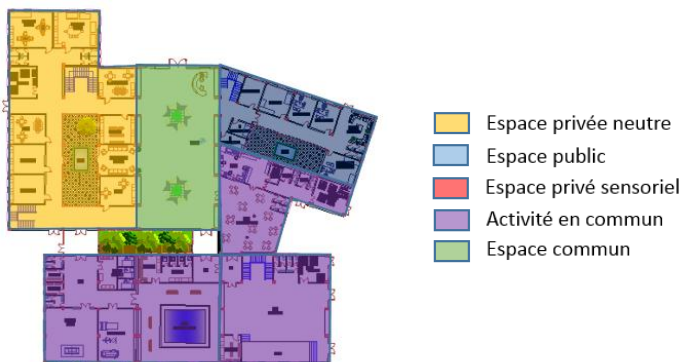 Espace privée neutre
Espace public
Espace privé sensoriel
Activité en commun
Espace commun